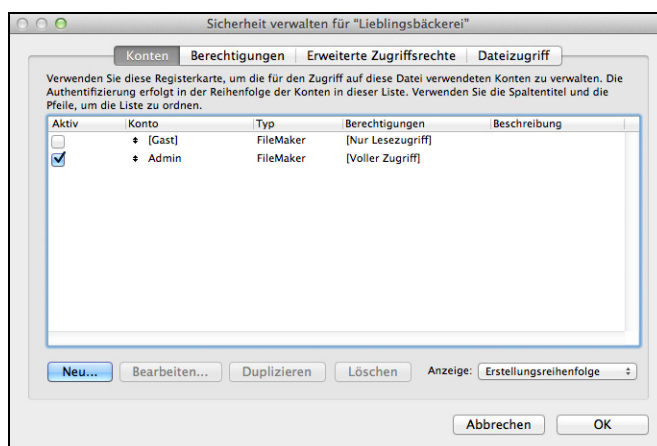 Sicherheit verwalten für "Lieblingsbäckerei"
Konten Berechtigungen Erweiterte Zugriffsrechte Dateizugriff
Verwenden Sie diese Registerkarte, um die für den Zugriff auf diese Datei verwendeten Konten zu verwalten. Die
Authentifizierung erfolgt in der Reihenfolge der Konten in dieser Liste. Verwenden Sie die Spaltentitel und die
Pfeile, um die Liste zu ordnen.
Aktiv Konto Typ Berechtigungen Beschreibung
[Gast] FileMaker [Nur Lesezugriff]
Admin FileMaker [Voller Zugriff]
Neu... Bearbeiten... Duplizieren Löschen Anzeige: Erstellungsreihenfolge
Abbrechen OK